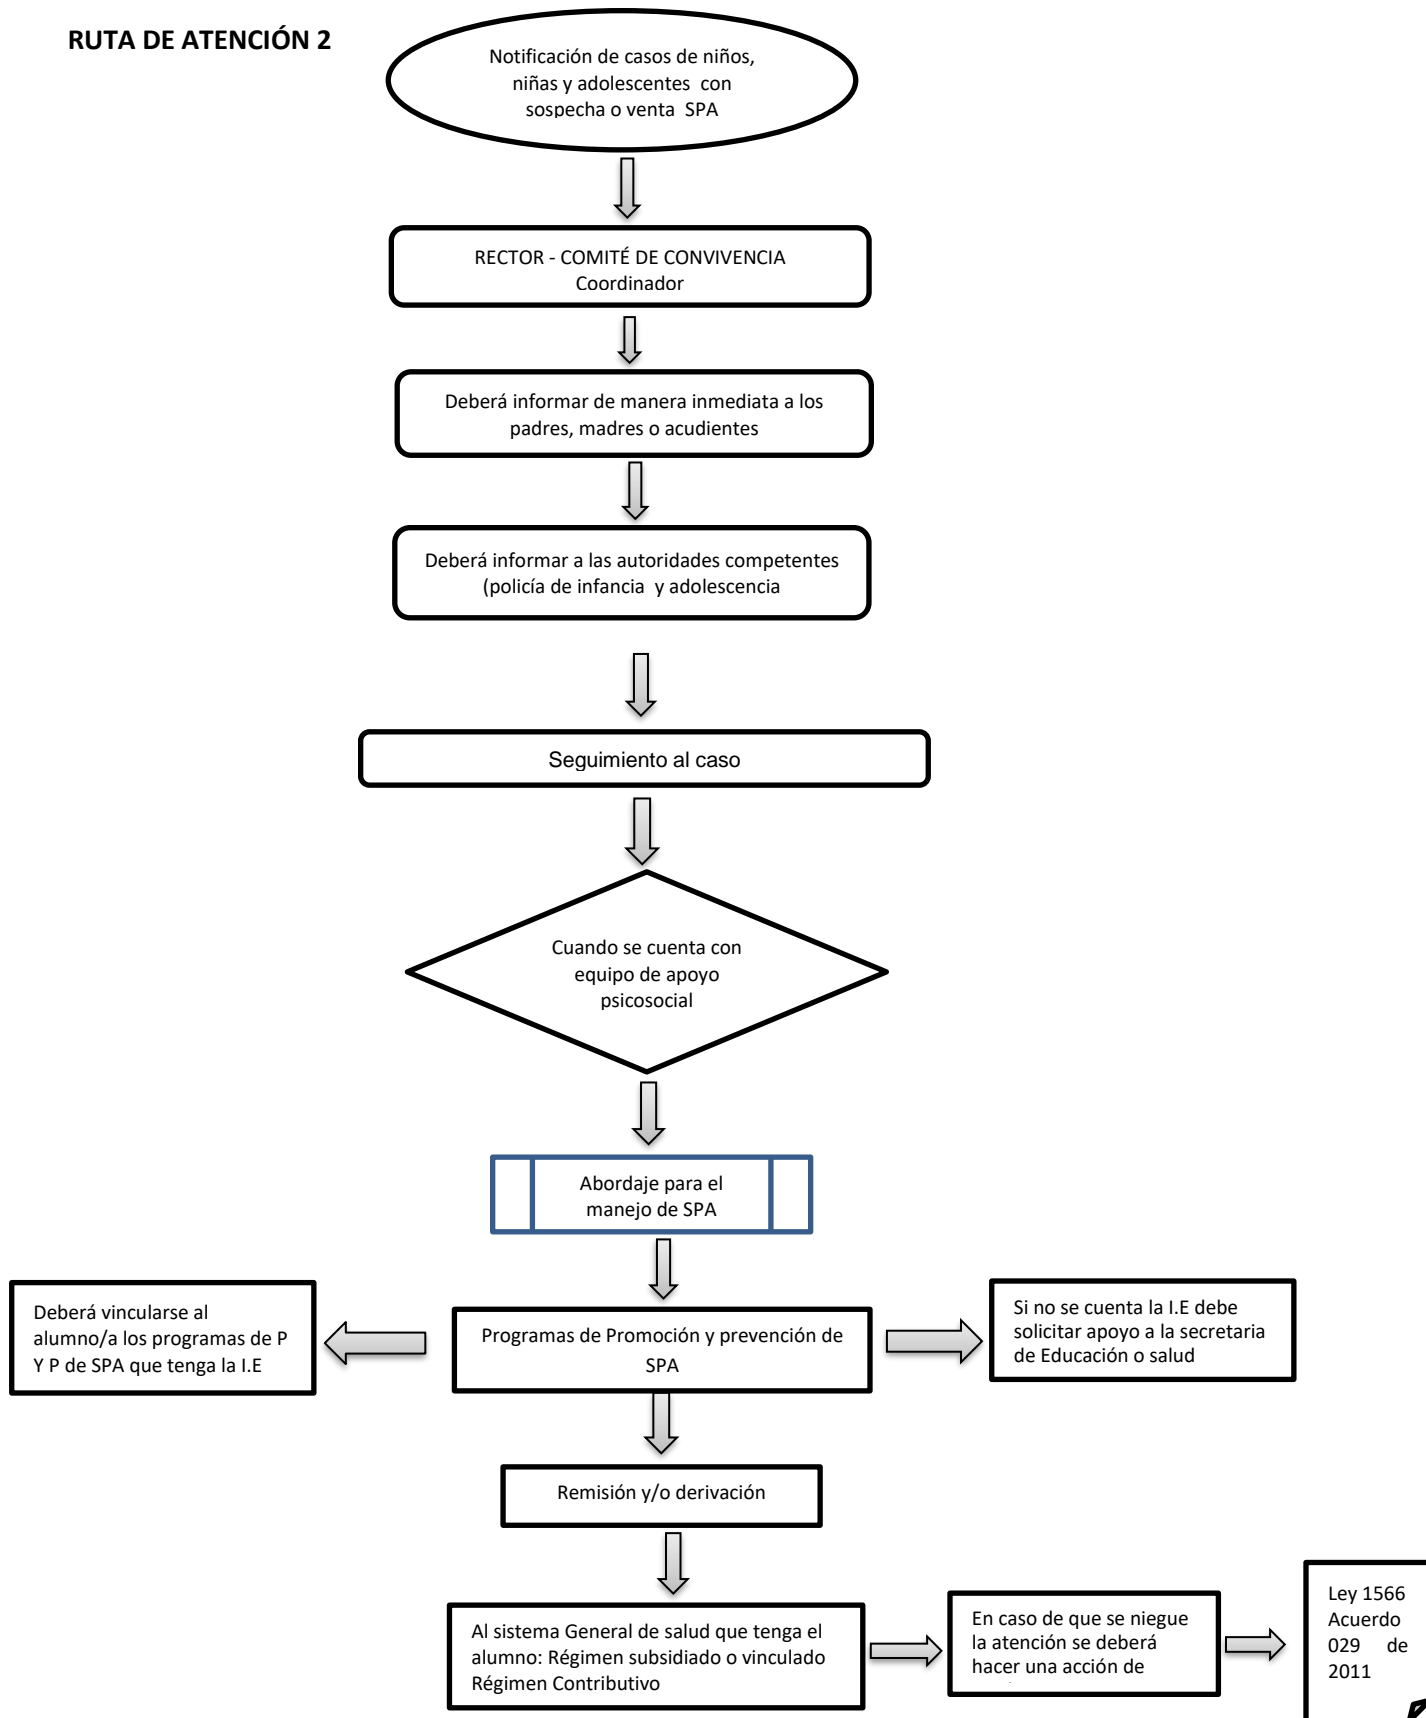 RUTA DE ATENCIÓN 2
Notificación de casos de niños,
niñas y adolescentes con
sospecha o venta SPA
RECTOR - COMITÉ DE CONVIVENCIA
Coordinador
Deberá informar de manera inmediata a los
padres, madres o acudientes
Deberá informar a las autoridades competentes
(policía de infancia y adolescencia
Seguimiento al caso
Cuando se cuenta con
equipo de apoyo
psicosocial
Abordaje para el
manejo de SPA
Deberá vincularse al
alumno/a los programas de P
Y P de SPA que tenga la I.E
Programas de Promoción y prevención de
SPA
Si no se cuenta la I.E debe
solicitar apoyo a la secretaria
de Educación o salud
Remisión y/o derivación
Al sistema General de salud que tenga el
alumno: Régimen subsidiado o vinculado
Régimen Contributivo
En caso de que se niegue
la atención se deberá
hacer una acción de
Ley 1566
Acuerdo
029 de
2011